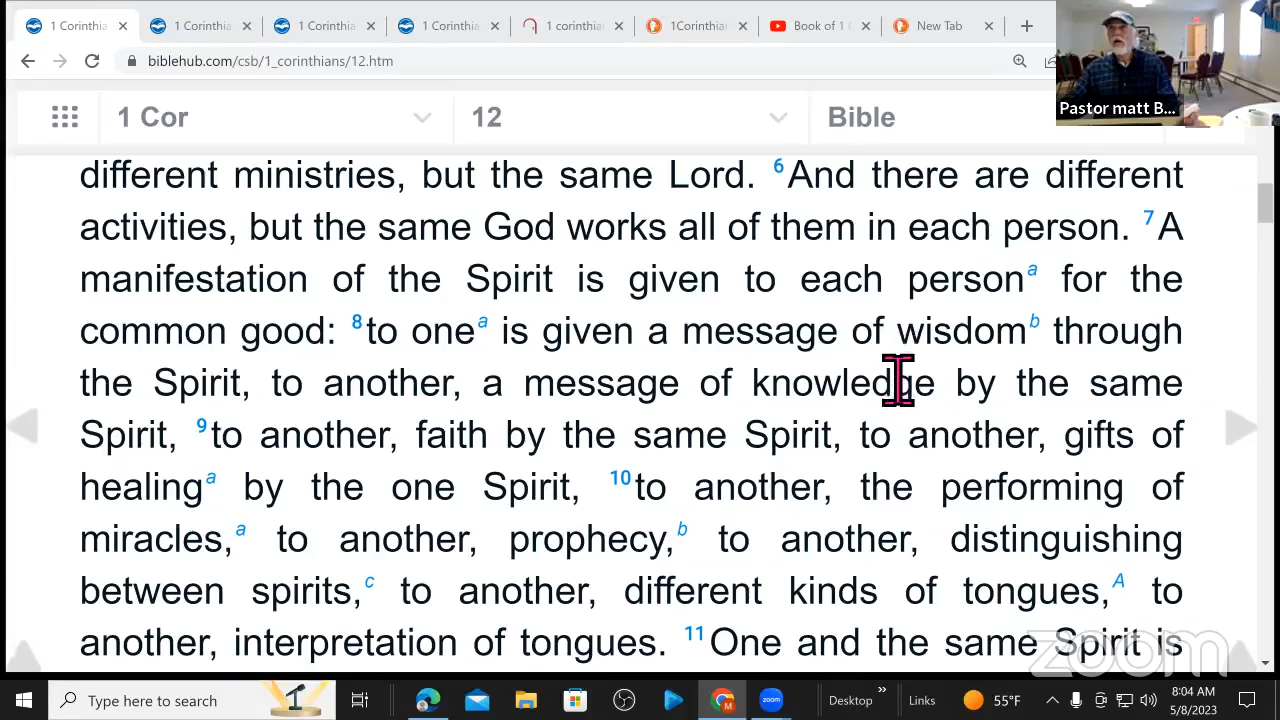 1 Corinthia
1 Corinthia
1 Corinthia
1 Corinthia
1 corinthia
1Corinthia
Book of 1
New Tab
biblehub.com/csb/1_corinthians/12.htm
Pastor matt B...
1 Cor
12
Bible
different ministries, but the same Lord. 6 And there are different
activities, but the same God works all of them in each person. 7 A
manifestation of the Spirit is given to each person a for the
common good: 8 to one a is given a message of wisdom b through
the Spirit, to another, a message of knowledge by the same
Spirit, 9 to another, faith by the same Spirit, to another, gifts of
healing a by the one Spirit, 10 to another, the performing of
miracles, a to another, prophecy, b to another, distinguishing
between spirits, c to another, different kinds of tongues, A to
another, interpretation of tongues. 11 One and the same Spirit is
zoom
Type here to search
zoom
Desktop
Links
55°F
8:04 AM
5/8/2023